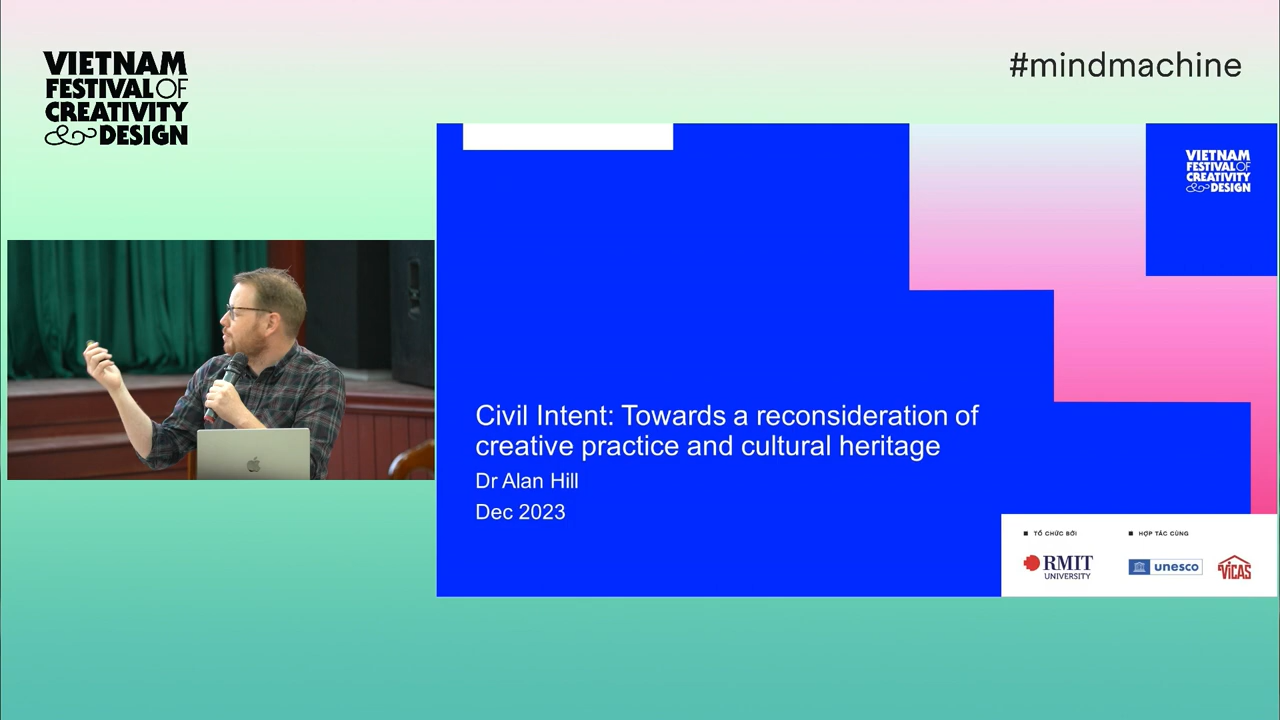 VIETNAM
FESTIVAL OF
CREATIVITY
& DESIGN
#mindmachine
VIETNAM
FESTIVAL OF
CREATIVITY
& DESIGN
Civil Intent: Towards a reconsideration of
creative practice and cultural heritage
Dr Alan Hill
Dec 2023
TỔ CHỨC BỞI
RMIT
UNIVERSITY
HỢP TÁC CÙNG
unesco
ViCAS